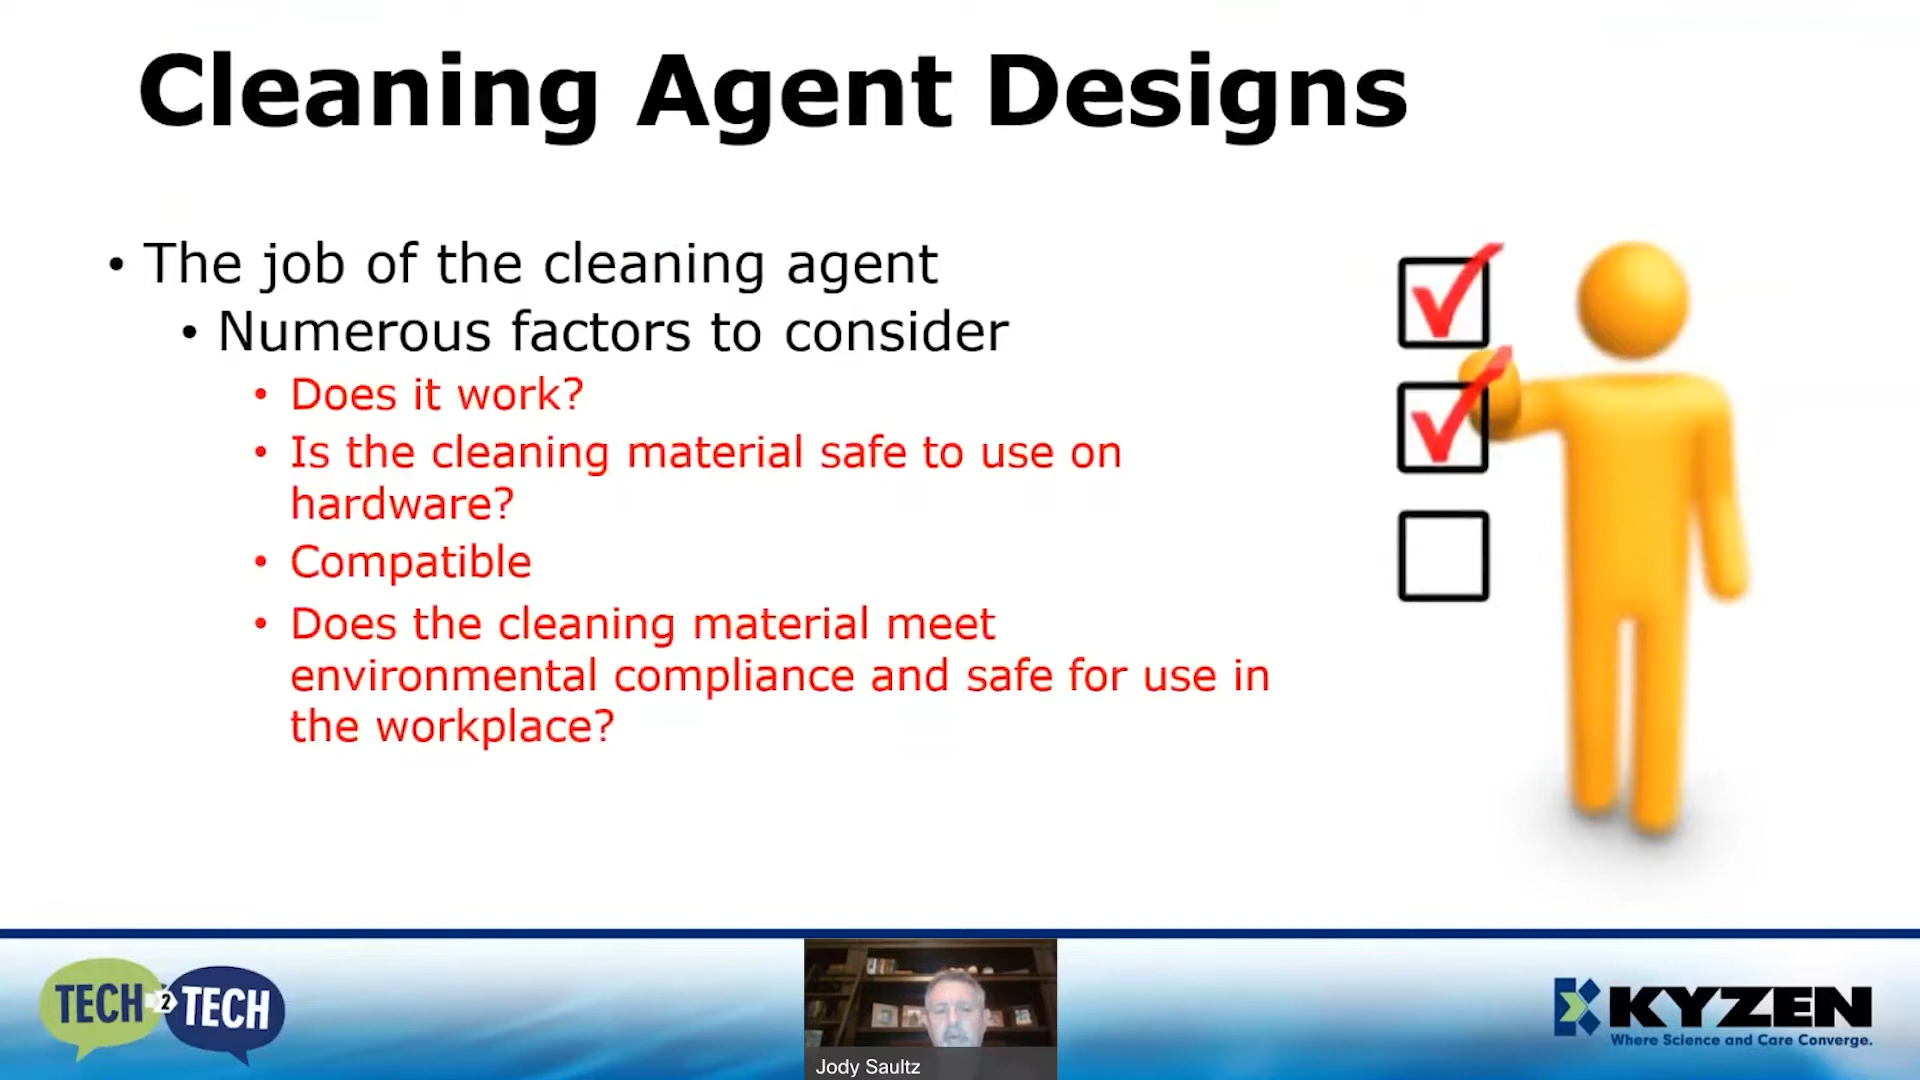 Cleaning Agent Designs
• The job of the cleaning agent
• Numerous factors to consider
• Does it work?
• Is the cleaning material safe to use on
hardware?
• Compatible
• Does the cleaning material meet
environmental compliance and safe for use in
the workplace?
TECH 2 TECH
Jody Saultz
KYZEN
Where Science and Care Converge.